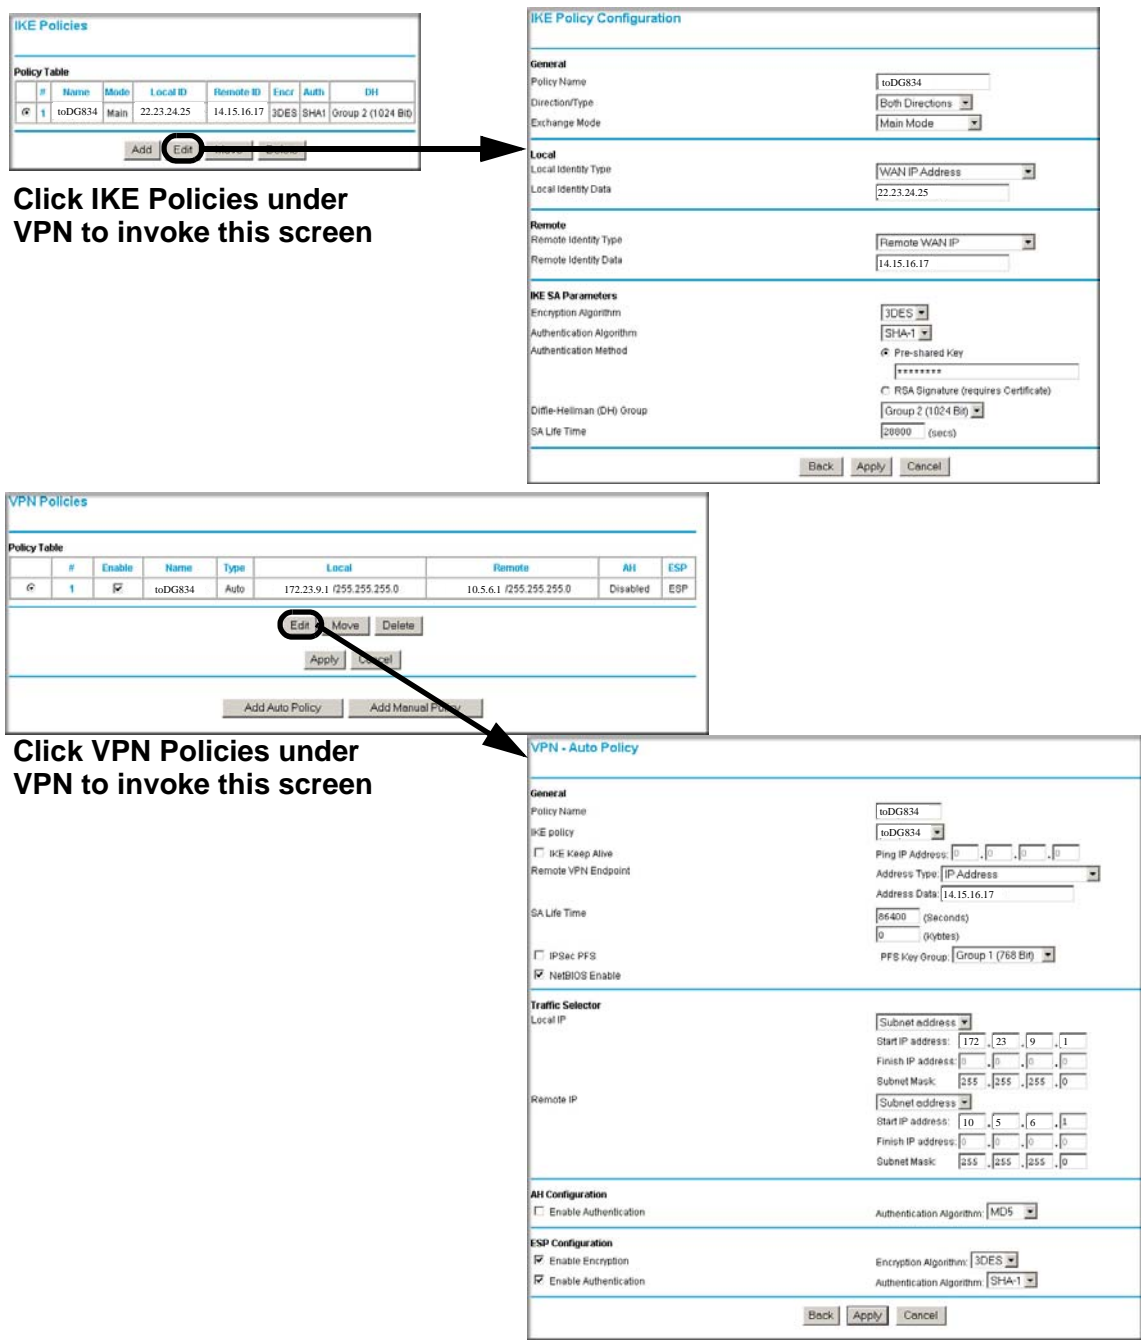 IKE Policies
Policy Table
# Name Mode Local ID Remote ID Encr Auth DH
1 toDG834 Main 22.23.24.25 14.15.16.17 3DES SHA1 Group 2 (1024 Bit)
Add Edit Move Delete
Click IKE Policies under
VPN to invoke this screen
IKE Policy Configuration
General
Policy Name toDG834
Direction/Type Both Directions
Exchange Mode Main Mode
Local
Local Identity Type WAN IP Address
Local Identity Data 22.23.24.25
Remote
Remote Identity Type Remote WAN IP
Remote Identity Data 14.15.16.17
IKE SA Parameters
Encryption Algorithm 3DES
Authentication Algorithm SHA-1
Authentication Method Pre-shared Key
********
RSA Signature (requires Certificate)
Diffie-Hellman (DH) Group Group 2 (1024 Bit)
SA Life Time 28800 (secs)
Back Apply Cancel
VPN Policies
Policy Table
# Enable Name Type Local Remote AH ESP
1 toDG834 Auto 172.23.9.1 /255.255.255.0 10.5.6.1 /255.255.255.0 Disabled ESP
Edit Move Delete
Apply Cancel
Add Auto Policy Add Manual Policy
Click VPN Policies under
VPN to invoke this screen
VPN - Auto Policy
General
Policy Name toDG834
IKE policy toDG834
IKE Keep Alive Ping IP Address: 0 . 0 . 0 . 0
Remote VPN Endpoint Address Type: IP Address
Address Data: 14.15.16.17
SA Life Time 86400 (Seconds)
0 (Kybtes)
IPSec PFS PFS Key Group: Group 1 (768 Bit)
NetBIOS Enable
Traffic Selector
Local IP Subnet address
Start IP address: 172 . 23 . 9 . 1
Finish IP address: 0 . 0 . 0 . 0
Subnet Mask: 255 . 255 . 255 . 0
Remote IP Subnet address
Start IP address: 10 . 5 . 6 . 1
Finish IP address: 0 . 0 . 0 . 0
Subnet Mask: 255 . 255 . 255 . 0
AH Configuration
Enable Authentication Authentication Algorithm: MD5
ESP Configuration
Enable Encryption Encryption Algorithm: 3DES
Enable Authentication Authentication Algorithm: SHA-1
Back Apply Cancel